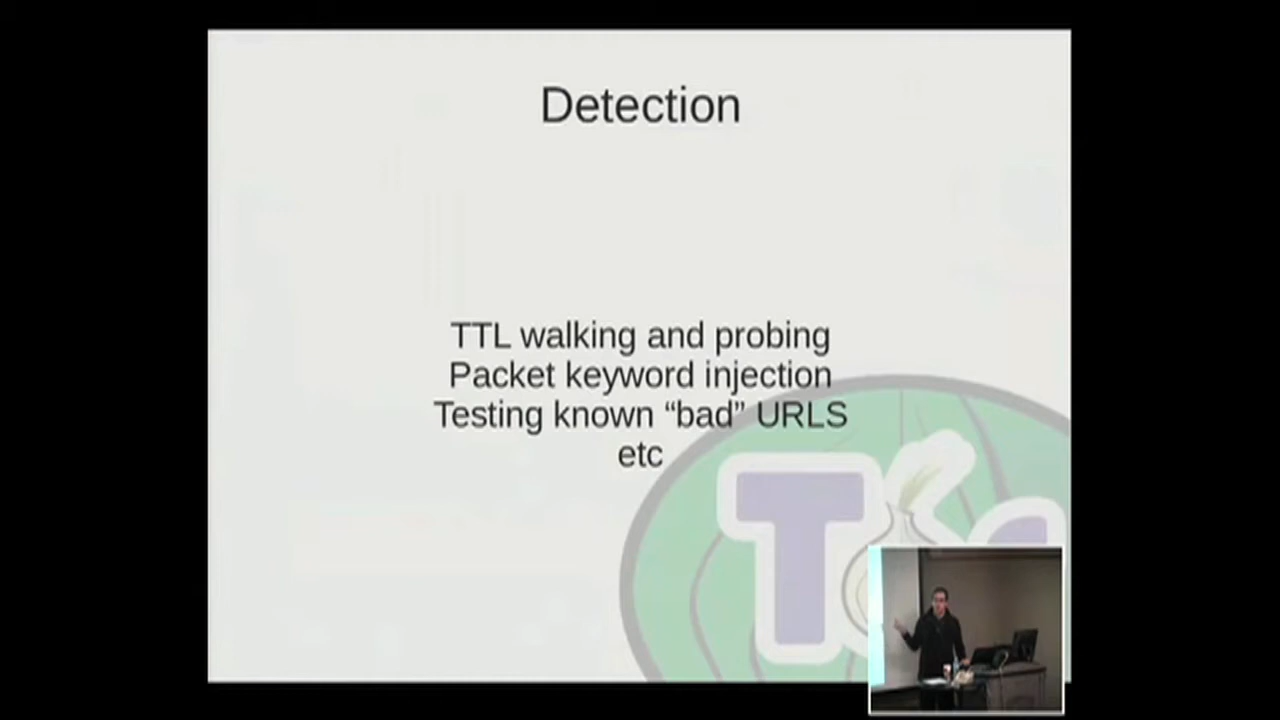 Detection
TTL walking and probing
Packet keyword injection
Testing known “bad” URLS
etc
T